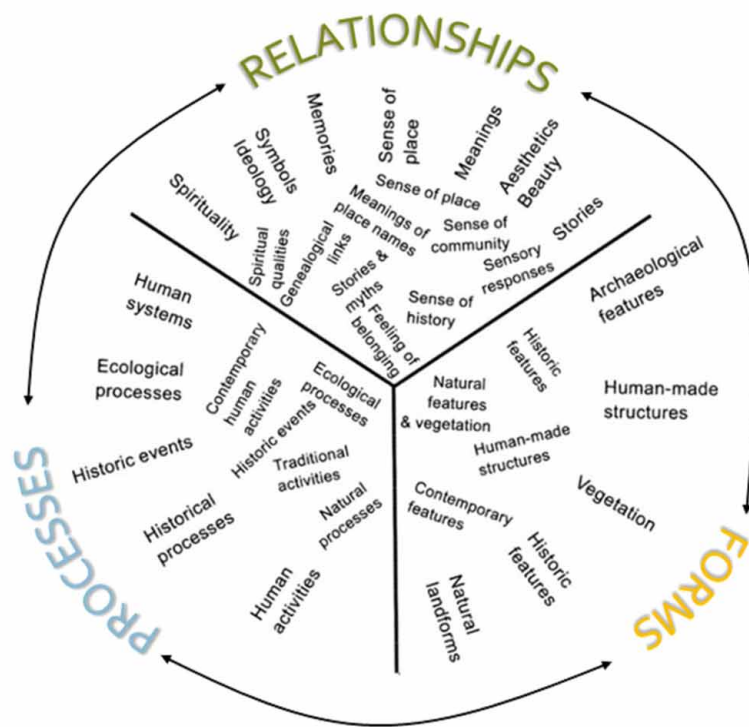 RELATIONSHIPS
Spirituality
Symbols
Ideology
Memories
Sense of
place
Meanings
Aesthetics
Beauty
Stories
Spiritual
qualities
Genealogical
links
Meanings of
place names
Sense of place
Sense of
community
Sensory
responses
Stories &
myths
Sense of
history
Feeling of
belonging
PROCESSES
Human
systems
Ecological
processes
Historic events
Historical
processes
Human
activities
Contemporary
human
activities
Ecological
processes
Historic events
Traditional
activities
Natural
processes
FORMS
Archaeological
features
Human-made
structures
Vegetation
Historic
features
Natural
landforms
Historic
features
Natural
features
& vegetation
Human-made
structures
Contemporary
features